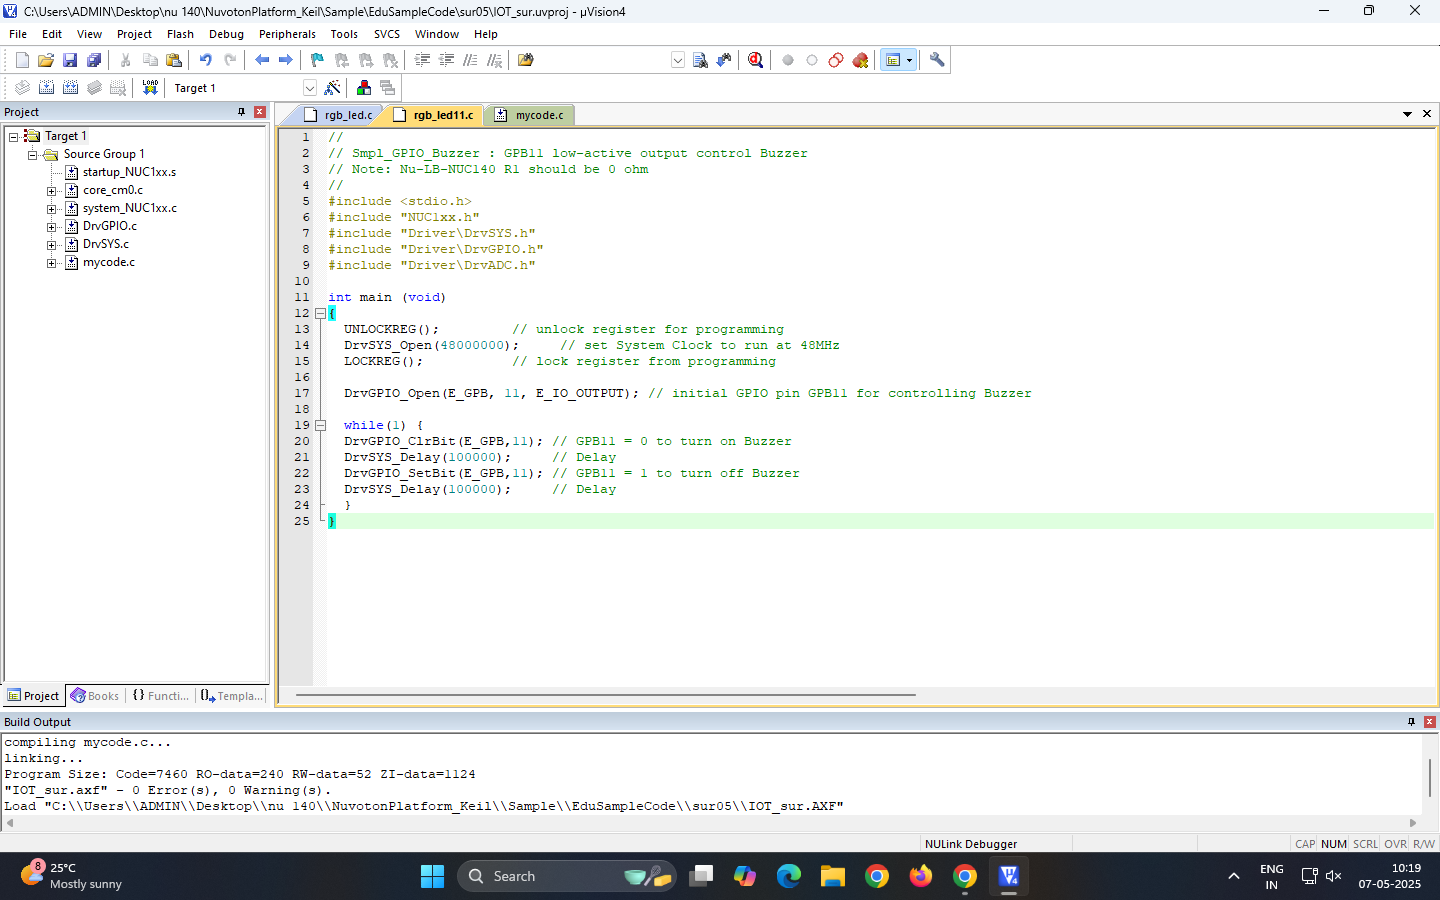 C:\Users\ADMIN\Desktop\nu 140\NuvotonPlatform_Keil\Sample\EduSampleCode\sur05\IOT_sur.uvproj - µVision4
File Edit View Project Flash Debug Peripherals Tools SVCS Window Help
LOAD Target 1
Project
Target 1
Source Group 1
startup_NUC1xx.s
core_cm0.c
system_NUC1xx.c
DrvGPIO.c
DrvSYS.c
mycode.c
Project Books {} Functi... Templa...
rgb_led.c rgb_led11.c mycode.c
1 //
2 // Smpl_GPIO_Buzzer : GPB11 low-active output control Buzzer
3 // Note: Nu-LB-NUC140 R1 should be 0 ohm
4 //
5 #include <stdio.h>
6 #include "NUC1xx.h"
7 #include "Driver\DrvSYS.h"
8 #include "Driver\DrvGPIO.h"
9 #include "Driver\DrvADC.h"
10
11 int main (void)
12 {
13 UNLOCKREG(); // unlock register for programming
14 DrvSYS_Open(48000000); // set System Clock to run at 48MHz
15 LOCKREG(); // lock register from programming
16
17 DrvGPIO_Open(E_GPB, 11, E_IO_OUTPUT); // initial GPIO pin GPB11 for controlling Buzzer
18
19 while(1) {
20 DrvGPIO_ClrBit(E_GPB,11); // GPB11 = 0 to turn on Buzzer
21 DrvSYS_Delay(100000); // Delay
22 DrvGPIO_SetBit(E_GPB,11); // GPB11 = 1 to turn off Buzzer
23 DrvSYS_Delay(100000); // Delay
24 }
25 }
Build Output
compiling mycode.c...
linking...
Program Size: Code=7460 RO-data=240 RW-data=52 ZI-data=1124
"IOT_sur.axf" - 0 Error(s), 0 Warning(s).
Load "C:\\Users\\ADMIN\\Desktop\\nu 140\\NuvotonPlatform_Keil\\Sample\\EduSampleCode\\sur05\\IOT_sur.AXF"
NULink Debugger CAP NUM SCRL OVR R/W
8 25°C
Mostly sunny
Search
ENG
IN
10:19
07-05-2025